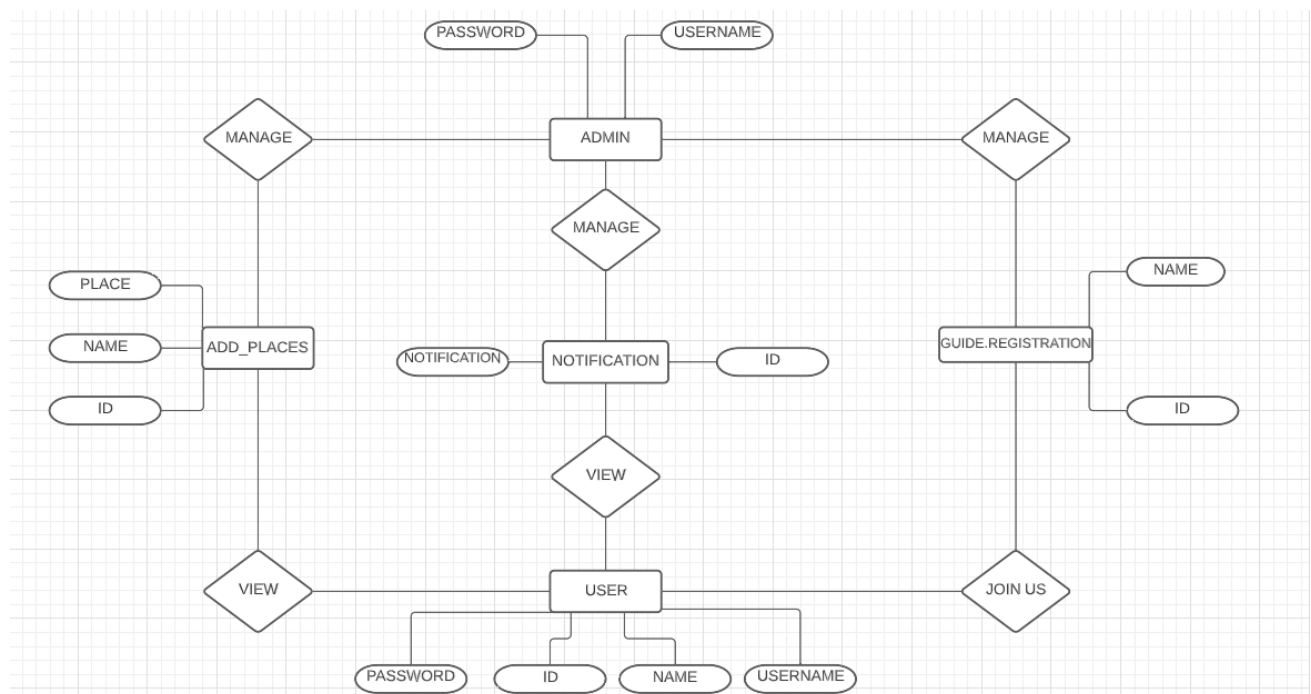 PASSWORD
USERNAME
MANAGE
ADMIN
MANAGE
MANAGE
PLACE
NAME
NAME
ADD_PLACES
NOTIFICATION
NOTIFICATION
ID
GUIDE.REGISTRATION
ID
ID
VIEW
VIEW
USER
JOIN US
PASSWORD
ID
NAME
USERNAME